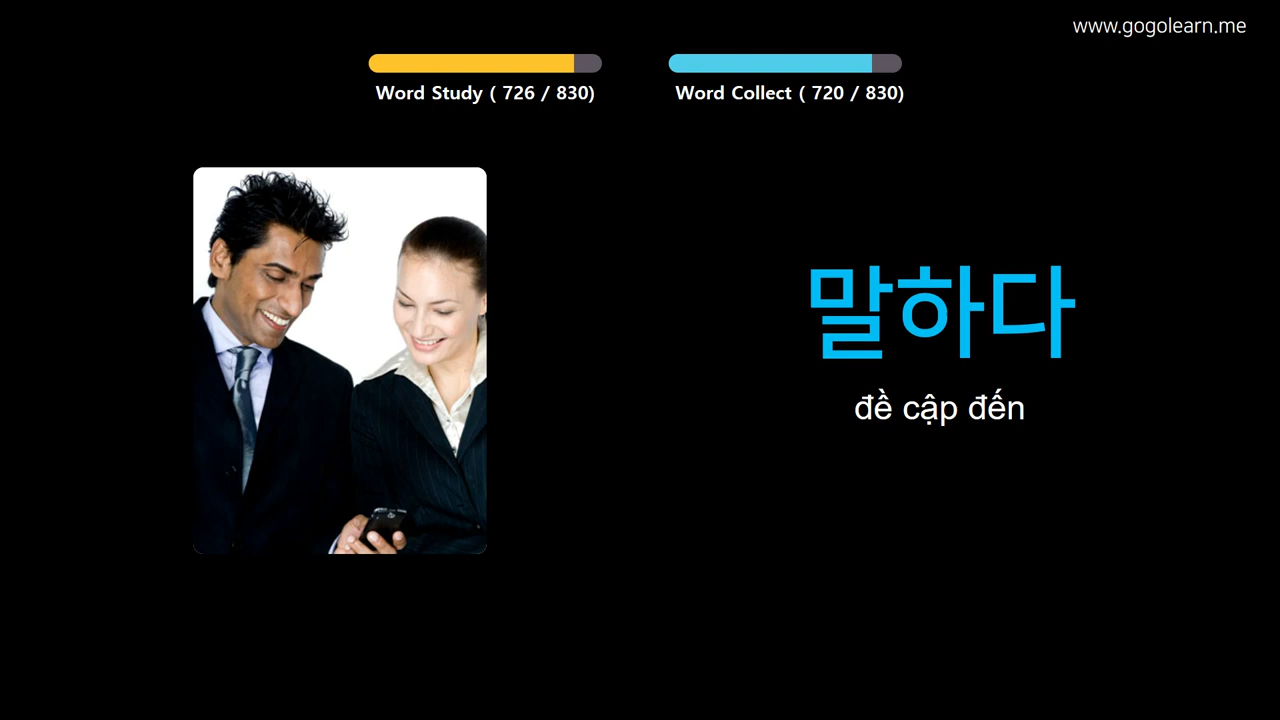 www.gogolearn.me
Word Study ( 726 / 830)
Word Collect ( 720 / 830)
말하다
đề cập đến